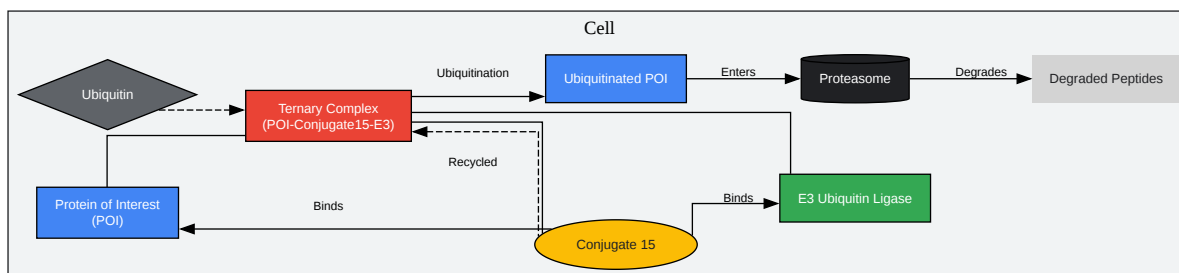 Cell
Ubiquitination
Ubiquitinated POI
Enters
Proteasome
Degrades
Degraded Peptides
Ubiquitin
Ternary Complex
(POI-Conjugate15-E3)
Recycled
Protein of Interest
(POI)
Binds
Binds
E3 Ubiquitin Ligase
Conjugate 15